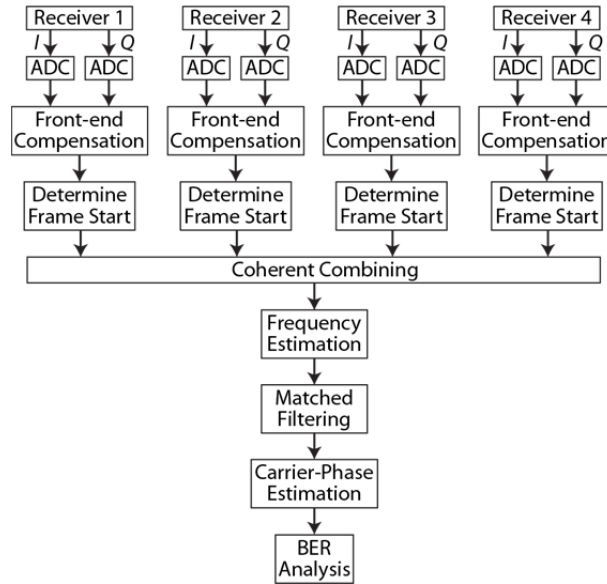 Receiver 1 Receiver 2 Receiver 3 Receiver 4
I Q I Q I Q I Q
ADC ADC ADC ADC ADC ADC ADC ADC
Front-end Front-end Front-end Front-end
Compensation Compensation Compensation Compensation
Determine Determine Determine Determine
Frame Start Frame Start Frame Start Frame Start
Coherent Combining
Frequency
Estimation
Matched
Filtering
Carrier-Phase
Estimation
BER
Analysis